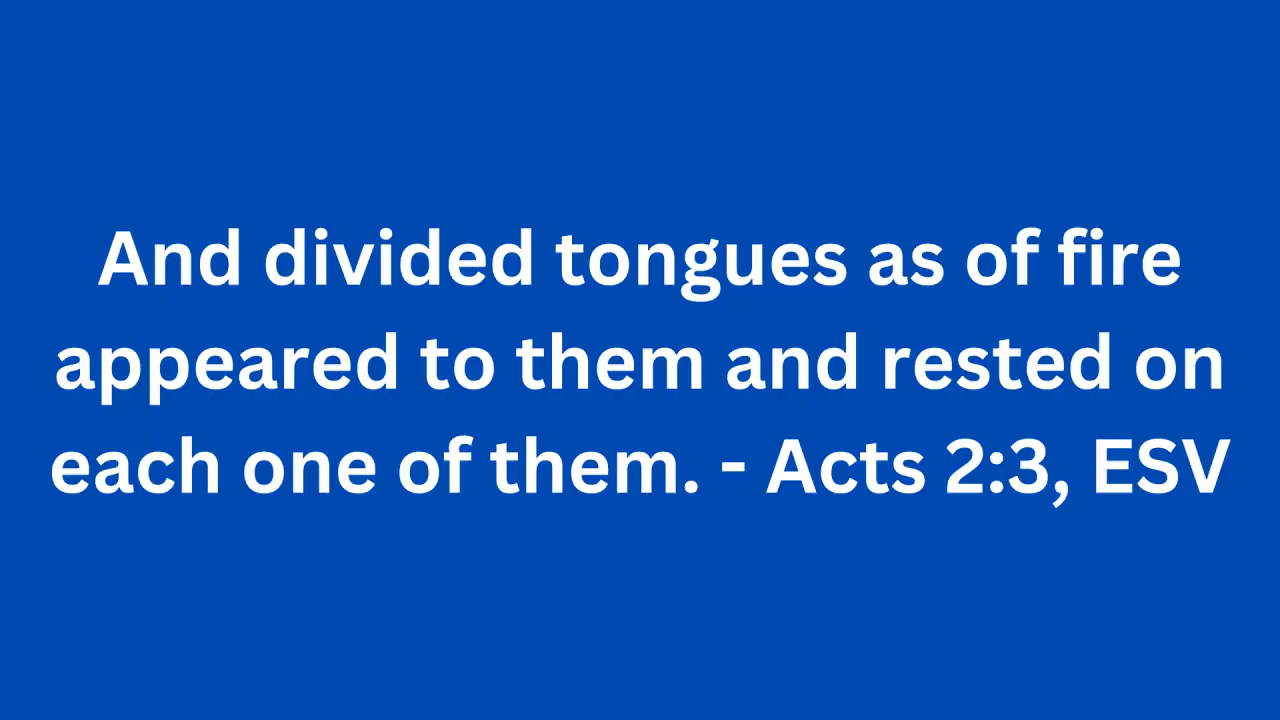 And divided tongues as of fire
appeared to them and rested on
each one of them. - Acts 2:3, ESV